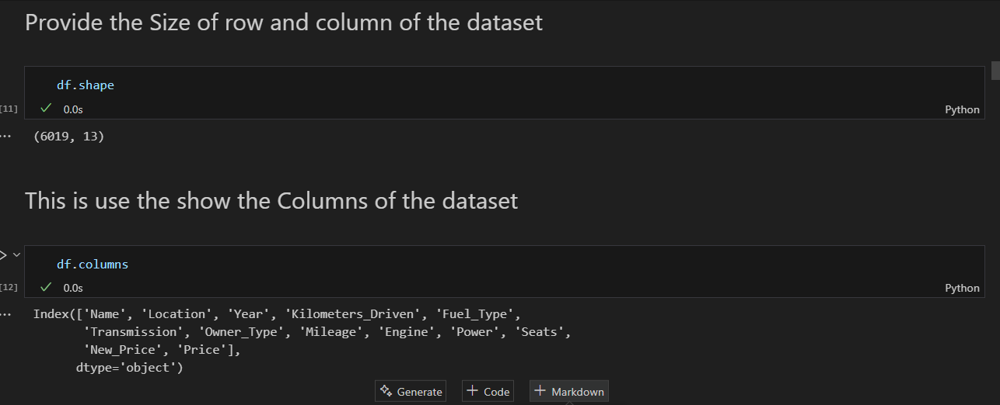 Provide the Size of row and column of the dataset
df.shape
[11]
0.0s
Python
(6019, 13)
This is use the show the Columns of the dataset
df.columns
[12]
0.0s
Python
Index(['Name', 'Location', 'Year', 'Kilometers_Driven', 'Fuel_Type',
'Transmission', 'Owner_Type', 'Mileage', 'Engine', 'Power', 'Seats',
'New_Price', 'Price'],
dtype='object')
Generate + Code + Markdown